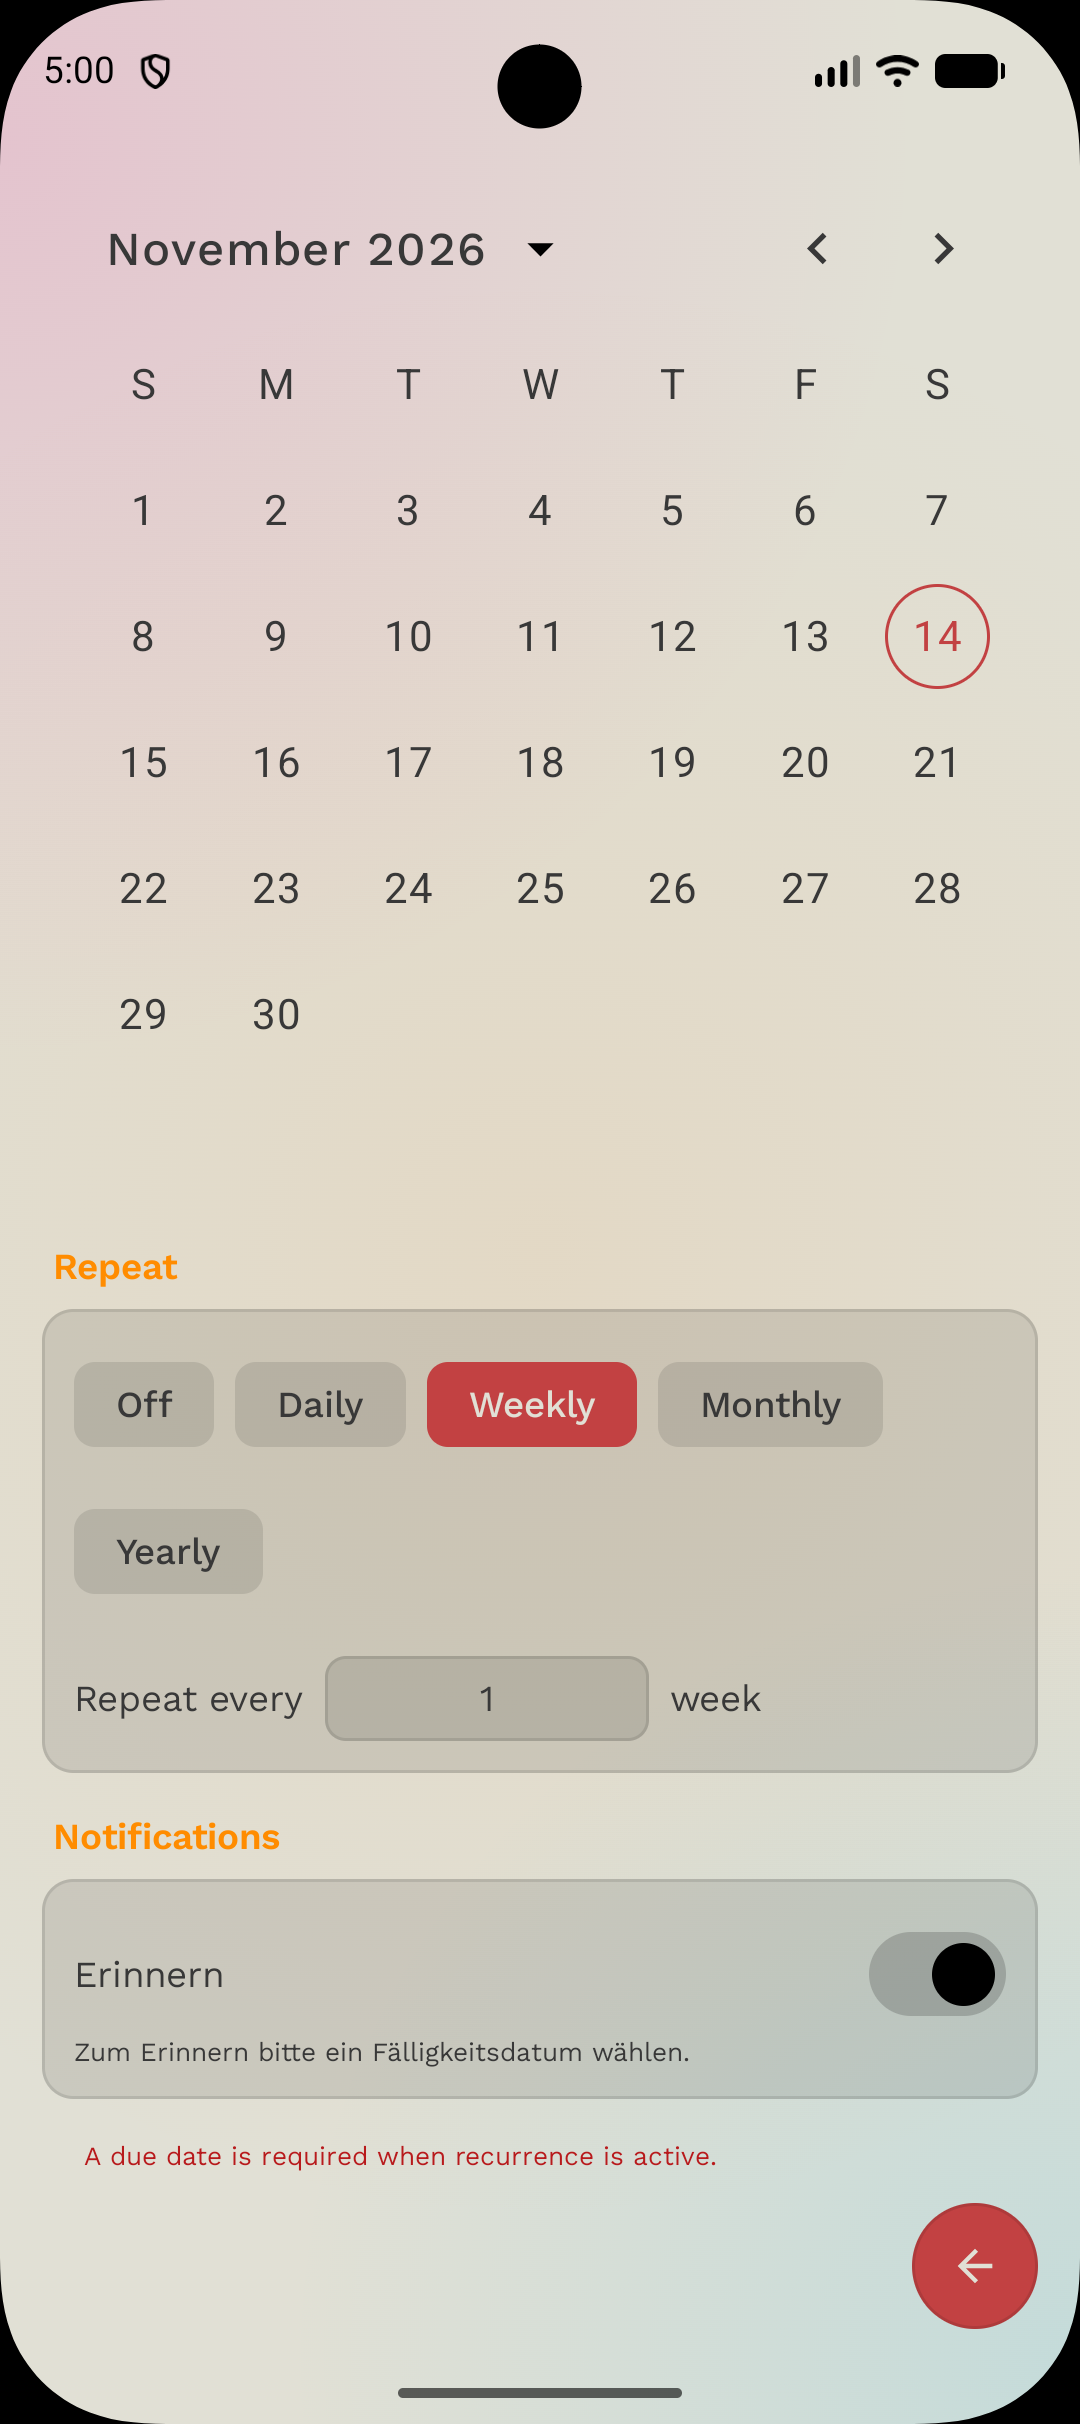 5:00
November 2026
S M T W T F S
1 2 3 4 5 6 7
8 9 10 11 12 13 14
15 16 17 18 19 20 21
22 23 24 25 26 27 28
29 30
Repeat
Off Daily Weekly Monthly
Yearly
Repeat every 1 week
Notifications
Erinnern
Zum Erinnern bitte ein Fälligkeitsdatum wählen.
A due date is required when recurrence is active.